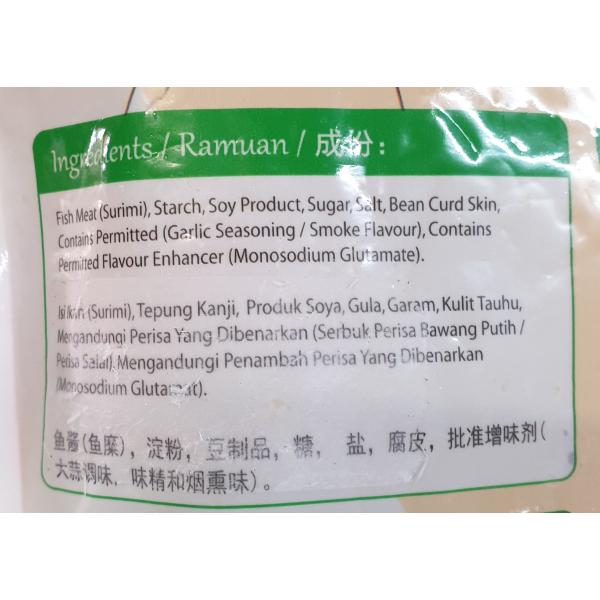 Ingredients / Ramuan / 成份:
Fish Meat (Surimi), Starch, Soy Product, Sugar, Salt, Bean Curd Skin,
Contains Permitted (Garlic Seasoning / Smoke Flavour), Contains
Permitted Flavour Enhancer (Monosodium Glutamate).
Isi Ikan (Surimi), Tepung Kanji, Produk Soya, Gula, Garam, Kulit Tauhu,
Mengandungi Perisa Yang Dibenarkan (Serbuk Perisa Bawang Putih /
Perisa Salai), Mengandungi Penambah Perisa Yang Dibenarkan
(Monosodium Glutamat).
鱼酱(鱼糜), 淀粉, 豆制品, 糖, 盐, 腐皮, 批准增味剂(
大蒜调味, 味精和烟熏味)。